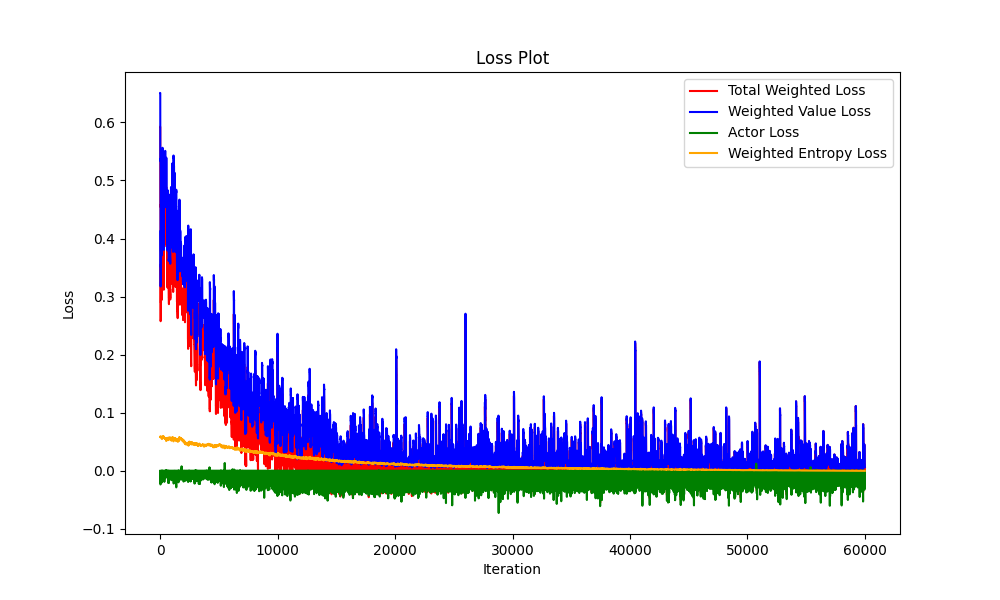 Loss Plot
Total Weighted Loss
Weighted Value Loss
Actor Loss
Weighted Entropy Loss
0.6
0.5
0.4
0.3
0.2
0.1
0.0
−0.1
Loss
0
10000
20000
30000
40000
50000
60000
Iteration